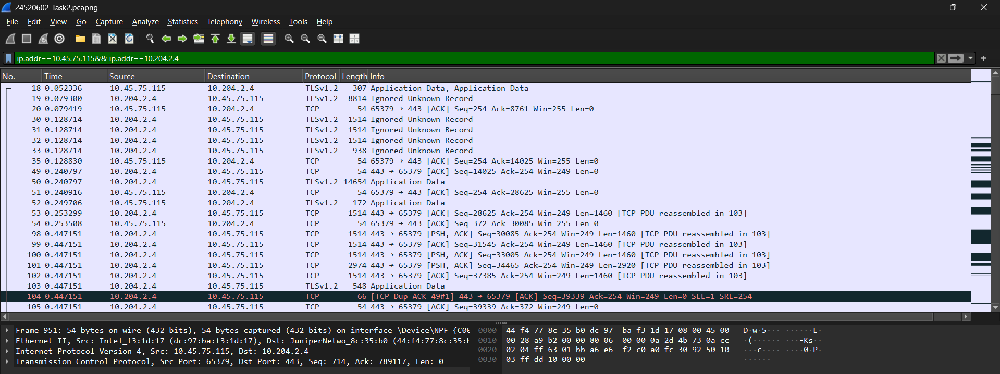 24520602-Task2.pcapng
File Edit View Go Capture Analyze Statistics Telephony Wireless Tools Help
ip.addr==10.45.75.115&& ip.addr==10.204.2.4
No. Time Source Destination Protocol Length Info
18 0.052336 10.45.75.115 10.204.2.4 TLSv1.2 307 Application Data, Application Data
19 0.079300 10.204.2.4 10.45.75.115 TLSv1.2 8814 Ignored Unknown Record
20 0.079419 10.45.75.115 10.204.2.4 TCP 54 65379 → 443 [ACK] Seq=254 Ack=8761 Win=255 Len=0
30 0.128714 10.204.2.4 10.45.75.115 TLSv1.2 1514 Ignored Unknown Record
31 0.128714 10.204.2.4 10.45.75.115 TLSv1.2 1514 Ignored Unknown Record
32 0.128714 10.204.2.4 10.45.75.115 TLSv1.2 1514 Ignored Unknown Record
33 0.128714 10.204.2.4 10.45.75.115 TLSv1.2 938 Ignored Unknown Record
35 0.128830 10.45.75.115 10.204.2.4 TCP 54 65379 → 443 [ACK] Seq=254 Ack=14025 Win=255 Len=0
49 0.240797 10.204.2.4 10.45.75.115 TCP 54 443 → 65379 [ACK] Seq=14025 Ack=254 Win=249 Len=0
50 0.240797 10.204.2.4 10.45.75.115 TLSv1.2 14654 Application Data
51 0.240916 10.45.75.115 10.204.2.4 TCP 54 65379 → 443 [ACK] Seq=254 Ack=28625 Win=255 Len=0
52 0.249706 10.45.75.115 10.204.2.4 TLSv1.2 172 Application Data
53 0.253299 10.204.2.4 10.45.75.115 TCP 1514 443 → 65379 [ACK] Seq=28625 Ack=254 Win=249 Len=1460 [TCP PDU reassembled in 103]
54 0.253508 10.45.75.115 10.204.2.4 TCP 54 65379 → 443 [ACK] Seq=372 Ack=30085 Win=255 Len=0
98 0.447151 10.204.2.4 10.45.75.115 TCP 1514 443 → 65379 [PSH, ACK] Seq=30085 Ack=254 Win=249 Len=1460 [TCP PDU reassembled in 103]
99 0.447151 10.204.2.4 10.45.75.115 TCP 1514 443 → 65379 [ACK] Seq=31545 Ack=254 Win=249 Len=1460 [TCP PDU reassembled in 103]
100 0.447151 10.204.2.4 10.45.75.115 TCP 1514 443 → 65379 [PSH, ACK] Seq=33005 Ack=254 Win=249 Len=1460 [TCP PDU reassembled in 103]
101 0.447151 10.204.2.4 10.45.75.115 TCP 2974 443 → 65379 [PSH, ACK] Seq=34465 Ack=254 Win=249 Len=2920 [TCP PDU reassembled in 103]
102 0.447151 10.204.2.4 10.45.75.115 TCP 1514 443 → 65379 [ACK] Seq=37385 Ack=254 Win=249 Len=1460 [TCP PDU reassembled in 103]
103 0.447151 10.204.2.4 10.45.75.115 TLSv1.2 548 Application Data
104 0.447151 10.204.2.4 10.45.75.115 TCP 66 [TCP Dup ACK 49#1] 443 → 65379 [ACK] Seq=39339 Ack=254 Win=249 Len=0 SLE=1 SRE=254
105 0.447151 10.204.2.4 10.45.75.115 TCP 54 443 → 65379 [ACK] Seq=39339 Ack=372 Win=249 Len=0
Frame 951: 54 bytes on wire (432 bits), 54 bytes captured (432 bits) on interface \Device\NPF_{C00
Ethernet II, Src: Intel_f3:1d:17 (dc:97:ba:f3:1d:17), Dst: JuniperNetwo_8c:35:b0 (44:f4:77:8c:35:b
Internet Protocol Version 4, Src: 10.45.75.115, Dst: 10.204.2.4
Transmission Control Protocol, Src Port: 65379, Dst Port: 443, Seq: 714, Ack: 789117, Len: 0
0000 44 f4 77 8c 35 b0 dc 97 ba f3 1d 17 08 00 45 00 D·w·5··· ······E·
0010 00 28 a9 b2 00 00 80 06 00 00 0a 2d 4b 73 0a cc ·(······ ···-Ks··
0020 02 04 ff 63 01 bb a6 e6 f2 c0 a0 fc 30 92 50 10 ···c···· ····0·P·
0030 03 ff dd 10 00 00 ······